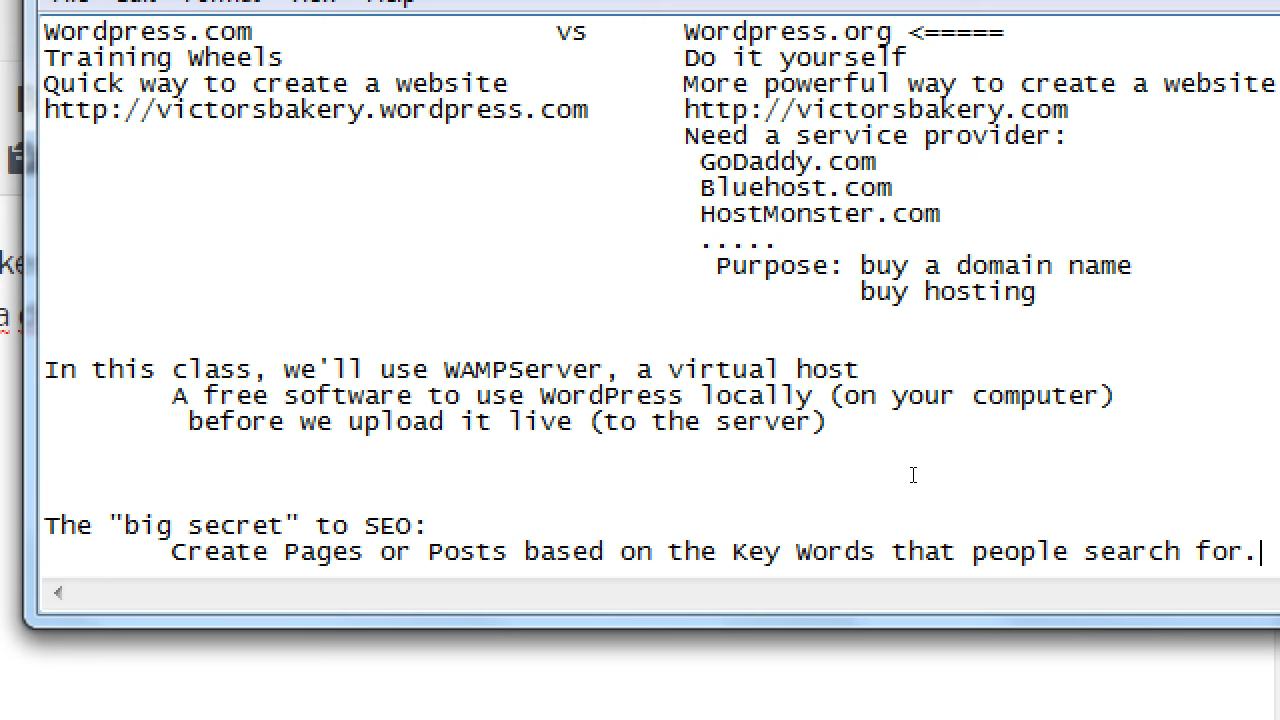 Wordpress.com vs Wordpress.org <=====
Training Wheels Do it yourself
Quick way to create a website More powerful way to create a website
http://victorsbakery.wordpress.com http://victorsbakery.com
Need a service provider:
GoDaddy.com
Bluehost.com
HostMonster.com
.....
Purpose: buy a domain name
buy hosting
In this class, we'll use WAMPServer, a virtual host
A free software to use WordPress locally (on your computer)
before we upload it live (to the server)
The "big secret" to SEO:
Create Pages or Posts based on the Key Words that people search for.